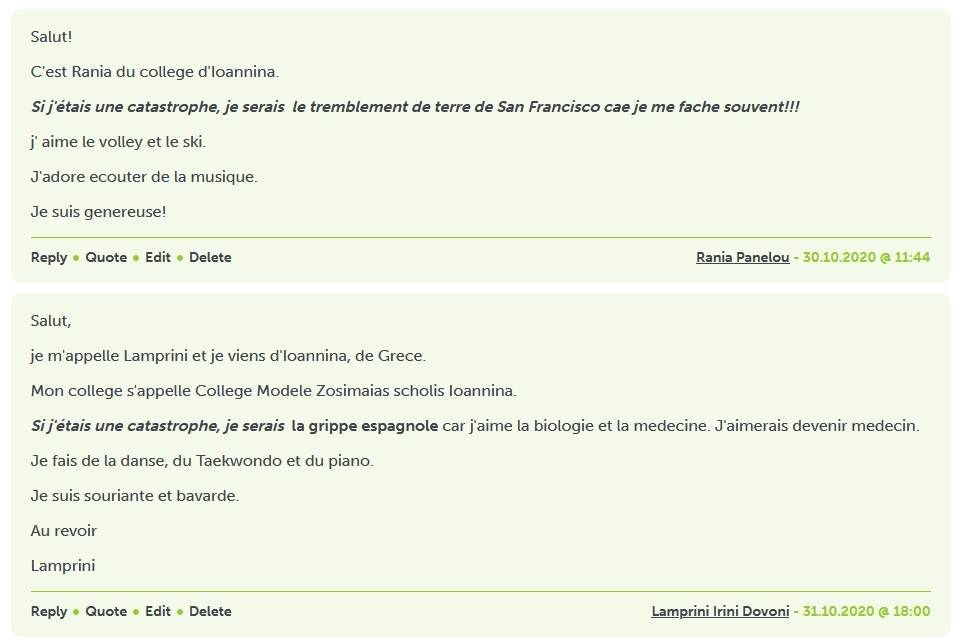 Salut!
C'est Rania du college d'Ioannina.
Si j'étais une catastrophe, je serais  le tremblement de terre de San Francisco cae je me fache souvent!!!
j' aime le volley et le ski.
J'adore ecouter de la musique.
Je suis genereuse!
Reply • Quote • Edit • Delete Rania Panelou - 30.10.2020 @ 11:44
Salut,
je m'appelle Lamprini et je viens d'Ioannina, de Grece.
Mon college s'appelle College Modele Zosimaias scholis Ioannina.
Si j'étais une catastrophe, je serais  la grippe espagnole car j'aime la biologie et la medecine. J'aimerais devenir medecin.
Je fais de la danse, du Taekwondo et du piano.
Je suis souriante et bavarde.
Au revoir
Lamprini
Reply • Quote • Edit • Delete Lamprini Irini Dovoni - 31.10.2020 @ 18:00